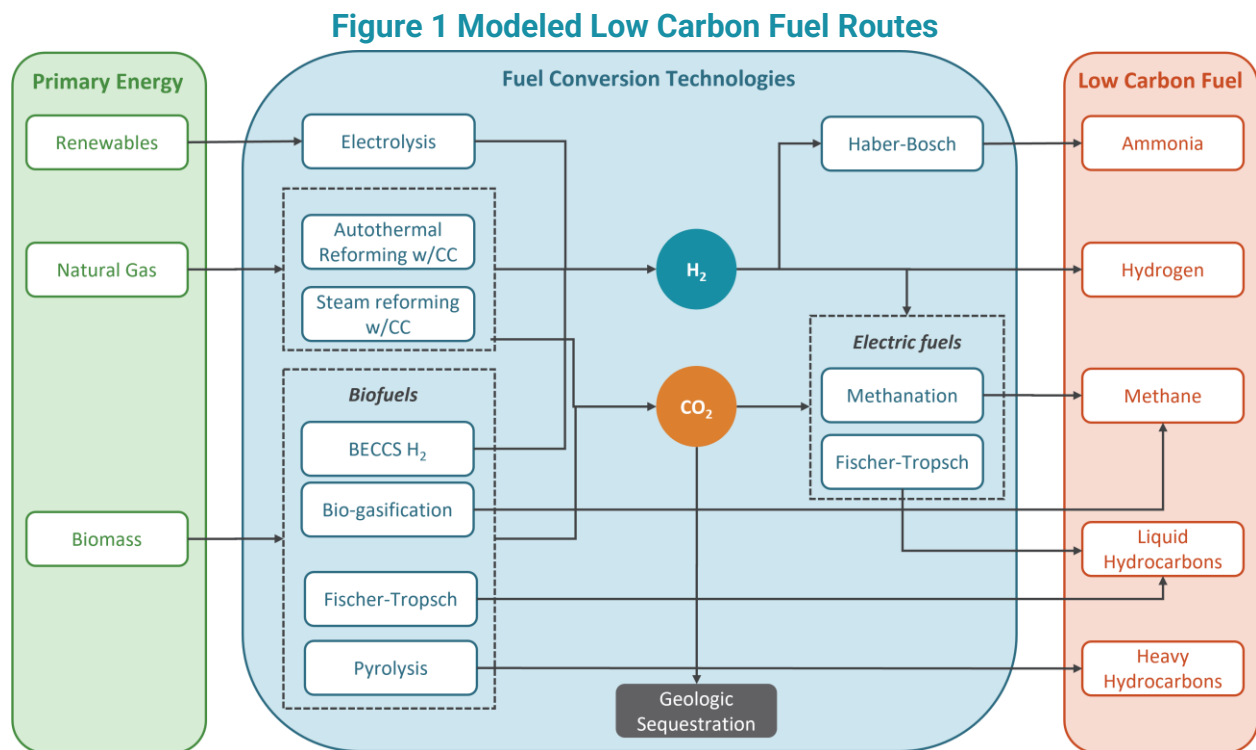 Figure 1 Modeled Low Carbon Fuel Routes
Primary Energy
Renewables
Natural Gas
Biomass
Fuel Conversion Technologies
Electrolysis
Autothermal
Reforming w/CC
Steam reforming
w/CC
Biofuels
BECCS H₂
Bio-gasification
Fischer-Tropsch
Pyrolysis
H₂
CO₂
Geologic
Sequestration
Haber-Bosch
Electric fuels
Methanation
Fischer-Tropsch
Low Carbon Fuel
Ammonia
Hydrogen
Methane
Liquid
Hydrocarbons
Heavy
Hydrocarbons